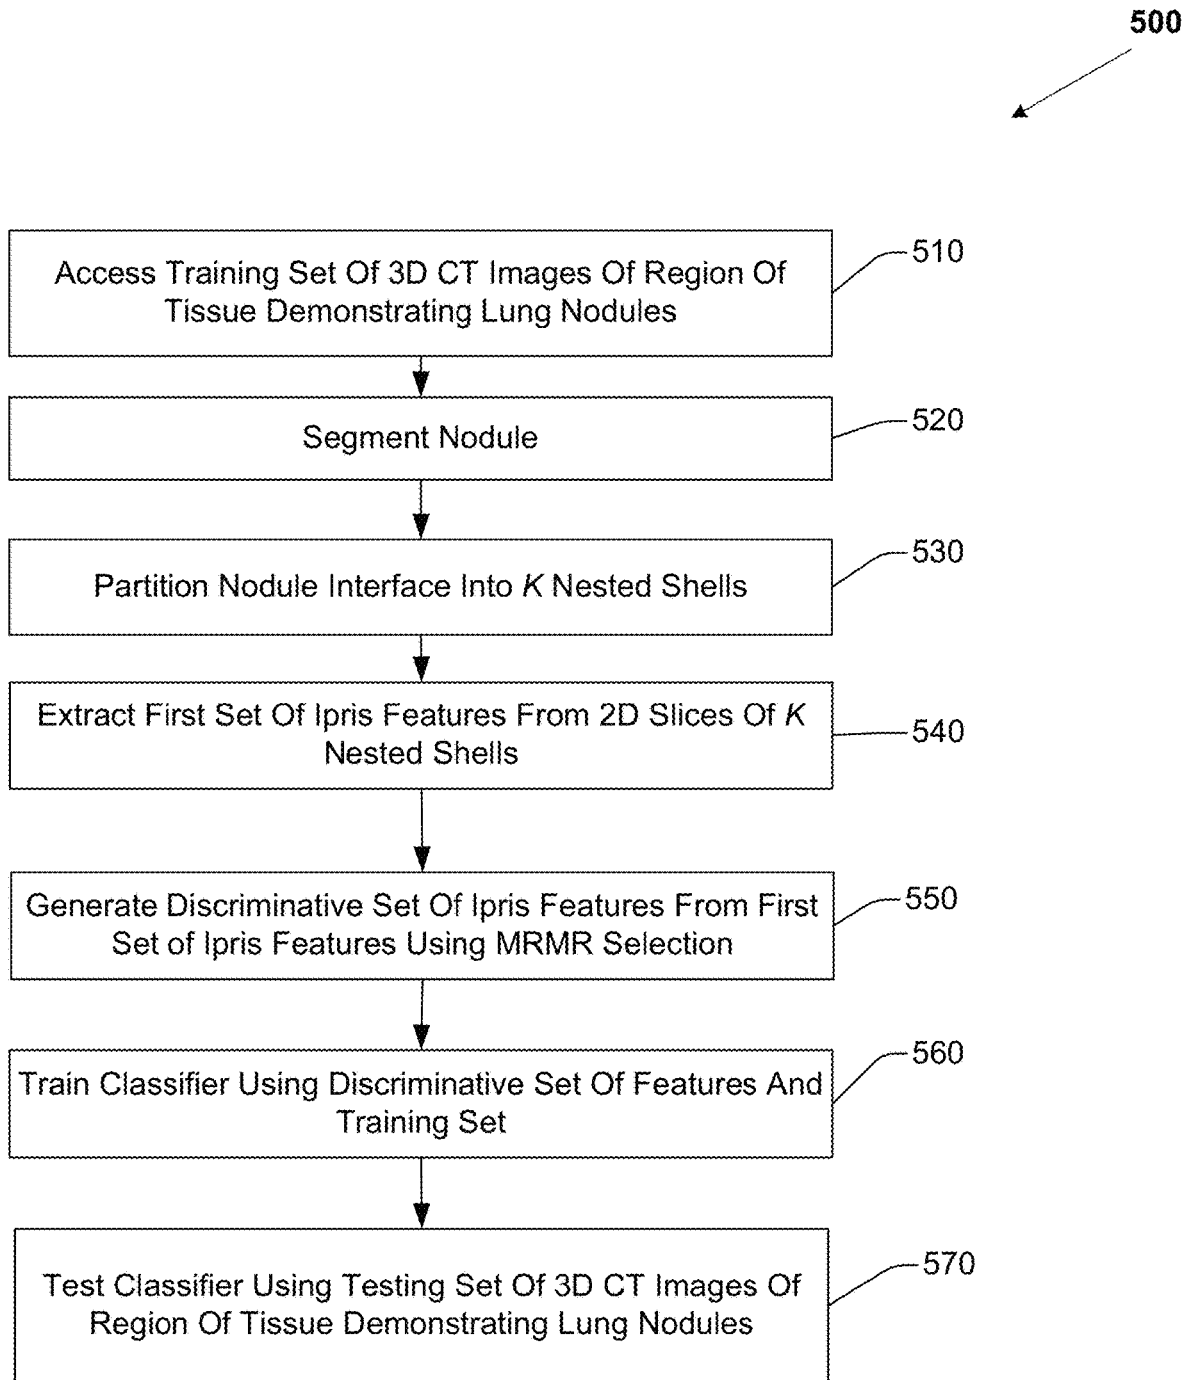 500
Access Training Set Of 3D CT Images Of Region Of
Tissue Demonstrating Lung Nodules
510
Segment Nodule
520
Partition Nodule Interface Into K Nested Shells
530
Extract First Set Of Ipris Features From 2D Slices Of K
Nested Shells
540
Generate Discriminative Set Of Ipris Features From First
Set of Ipris Features Using MRMR Selection
550
Train Classifier Using Discriminative Set Of Features And
Training Set
560
Test Classifier Using Testing Set Of 3D CT Images Of
Region Of Tissue Demonstrating Lung Nodules
570